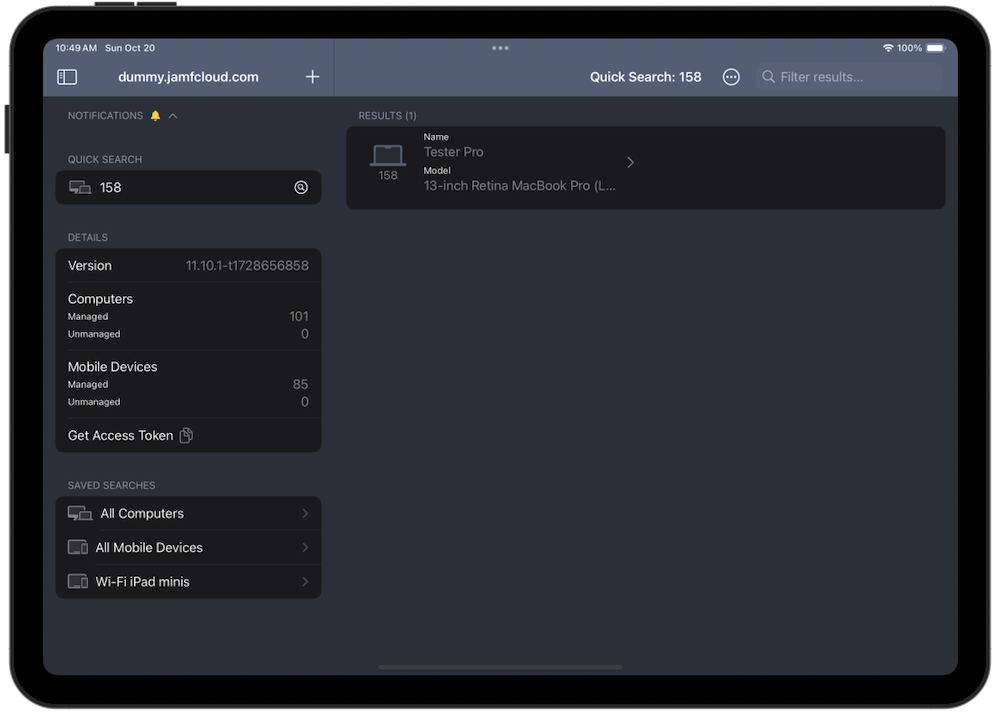 10:49 AM Sun Oct 20
100%
dummy.jamfcloud.com
Quick Search: 158
Filter results...
NOTIFICATIONS
QUICK SEARCH
158
DETAILS
Version 11.10.1-t1728656858
Computers
Managed 101
Unmanaged 0
Mobile Devices
Managed 85
Unmanaged 0
Get Access Token
SAVED SEARCHES
All Computers
All Mobile Devices
Wi-Fi iPad minis
RESULTS (1)
158
Name
Tester Pro
Model
13-inch Retina MacBook Pro (L...